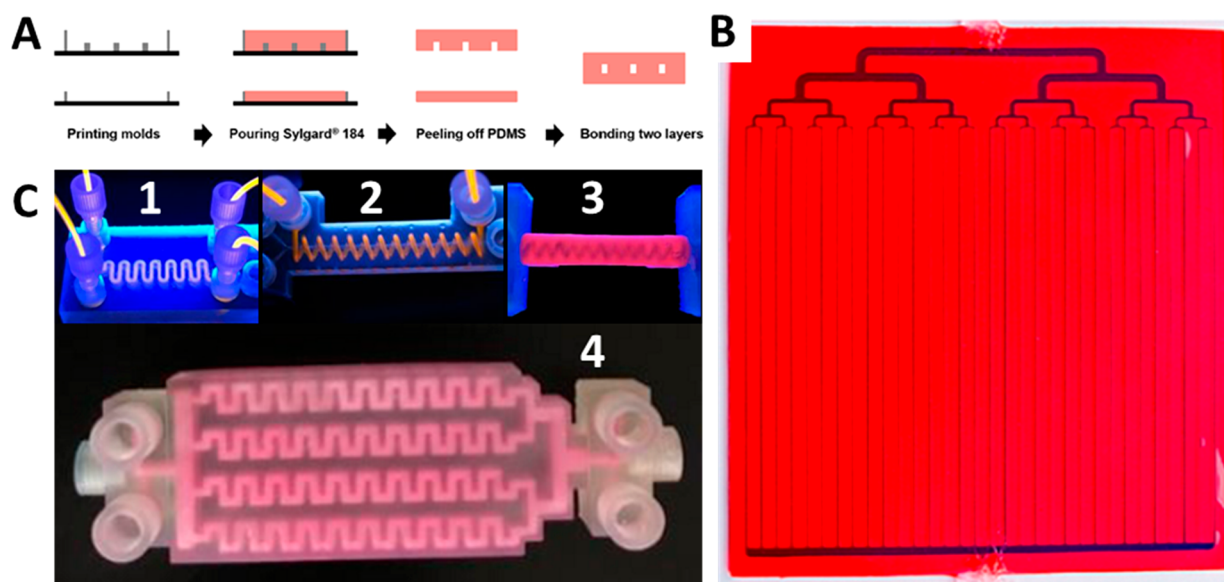 A
Printing molds
Pouring Sylgard® 184
Peeling off PDMS
Bonding two layers
B
C
1
2
3
4